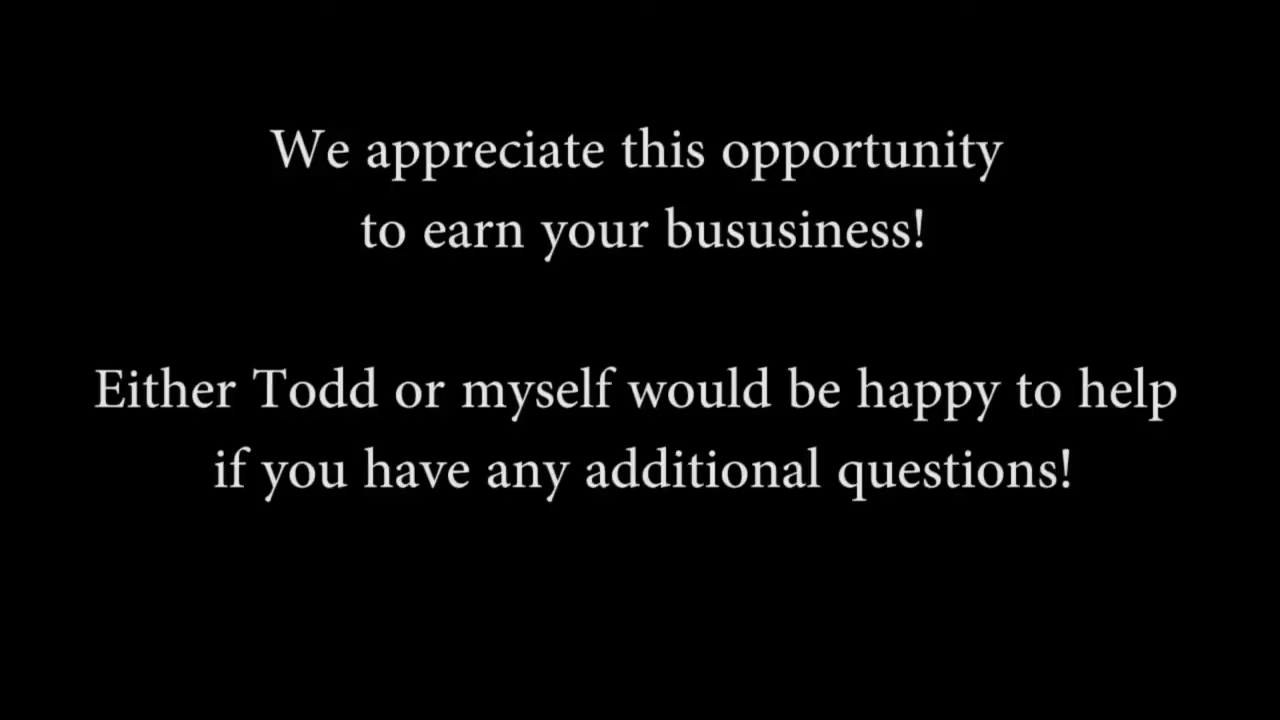 We appreciate this opportunity
to earn your bususiness!
Either Todd or myself would be happy to help
if you have any additional questions!